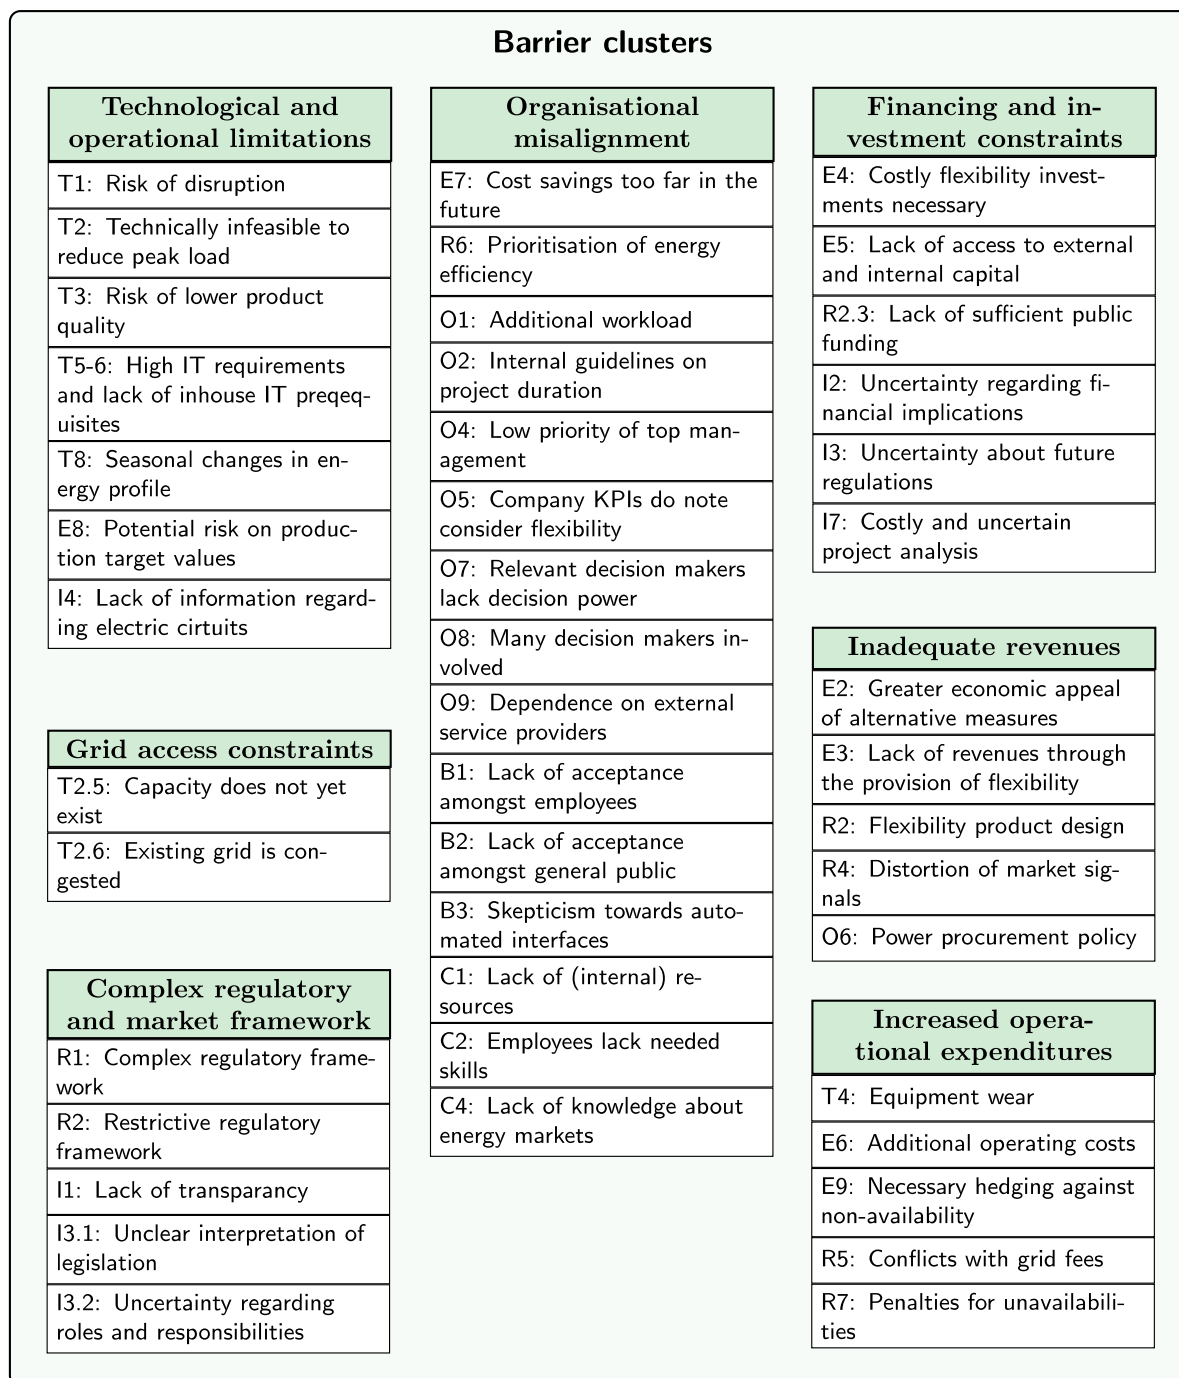 Barrier clusters
Technological and
operational limitations
T1: Risk of disruption
T2: Technically infeasible to
reduce peak load
T3: Risk of lower product
quality
T5-6: High IT requirements
and lack of inhouse IT preqeq-
uisites
T8: Seasonal changes in en-
ergy profile
E8: Potential risk on produc-
tion target values
I4: Lack of information regard-
ing electric cirtuits
Grid access constraints
T2.5: Capacity does not yet
exist
T2.6: Existing grid is con-
gested
Complex regulatory
and market framework
R1: Complex regulatory frame-
work
R2: Restrictive regulatory
framework
I1: Lack of transparancy
I3.1: Unclear interpretation of
legislation
I3.2: Uncertainty regarding
roles and responsibilities
Organisational
misalignment
E7: Cost savings too far in the
future
R6: Prioritisation of energy
efficiency
O1: Additional workload
O2: Internal guidelines on
project duration
O4: Low priority of top man-
agement
O5: Company KPIs do note
consider flexibility
O7: Relevant decision makers
lack decision power
O8: Many decision makers in-
volved
O9: Dependence on external
service providers
B1: Lack of acceptance
amongst employees
B2: Lack of acceptance
amongst general public
B3: Skepticism towards auto-
mated interfaces
C1: Lack of (internal) re-
sources
C2: Employees lack needed
skills
C4: Lack of knowledge about
energy markets
Financing and in-
vestment constraints
E4: Costly flexibility invest-
ments necessary
E5: Lack of access to external
and internal capital
R2.3: Lack of sufficient public
funding
I2: Uncertainty regarding fi-
nancial implications
I3: Uncertainty about future
regulations
I7: Costly and uncertain
project analysis
Inadequate revenues
E2: Greater economic appeal
of alternative measures
E3: Lack of revenues through
the provision of flexibility
R2: Flexibility product design
R4: Distortion of market sig-
nals
O6: Power procurement policy
Increased opera-
tional expenditures
T4: Equipment wear
E6: Additional operating costs
E9: Necessary hedging against
non-availability
R5: Conflicts with grid fees
R7: Penalties for unavailabili-
ties